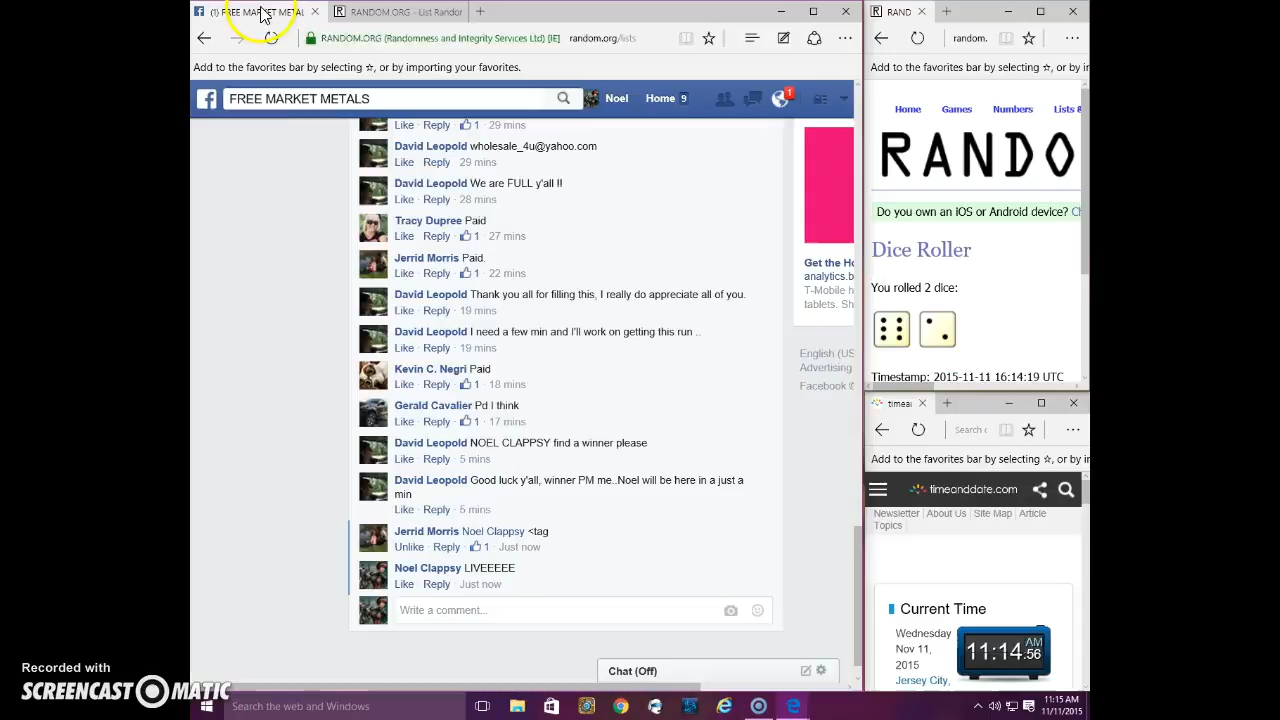 (1) FREE MARKET METAL
RANDOM.ORG - List Randor
RANDOM.ORG (Randomness and Integrity Services Ltd) [IE]
random.org/lists
Add to the favorites bar by selecting ☆, or by importing your favorites.
FREE MARKET METALS
Noel
Home 9
1
Like · Reply · 1 · 29 mins
David Leopold wholesale_4u@yahoo.com
Like · Reply · 29 mins
David Leopold We are FULL y'all !!
Like · Reply · 28 mins
Tracy Dupree Paid
Like · Reply · 1 · 27 mins
Jerrid Morris Paid.
Like · Reply · 1 · 22 mins
David Leopold Thank you all for filling this, I really do appreciate all of you.
Like · Reply · 19 mins
David Leopold I need a few min and I'll work on getting this run ..
Like · Reply · 19 mins
Kevin C. Negri Paid
Like · Reply · 1 · 18 mins
Gerald Cavalier Pd I think
Like · Reply · 1 · 17 mins
David Leopold NOEL CLAPPSY find a winner please
Like · Reply · 5 mins
David Leopold Good luck y'all, winner PM me..Noel will be here in a just a
min
Like · Reply · 5 mins
Jerrid Morris Noel Clappsy <tag
Unlike · Reply · 1 · Just now
Noel Clappsy LIVEEEEE
Like · Reply · Just now
Write a comment...
Chat (Off)
Get the Ho
analytics.b
T-Mobile h
tablets. Sh
English (US
Advertising
Facebook ©
RAND
random.
Add to the favorites bar by selecting ☆, or by im
Home Games Numbers Lists &
RANDO
Do you own an iOS or Android device? Ch
Dice Roller
You rolled 2 dice:
Timestamp: 2015-11-11 16:14:19 UTC
timea
Search o
Add to the favorites bar by selecting ☆, or by im
timeanddate.com
Newsletter | About Us | Site Map | Article
Topics
Current Time
Wednesday
Nov 11,
2015
Jersey City,
11:14.56 AM
Recorded with
SCREENCAST-O-MATIC
Search the web and Windows
11:15 AM
11/11/2015